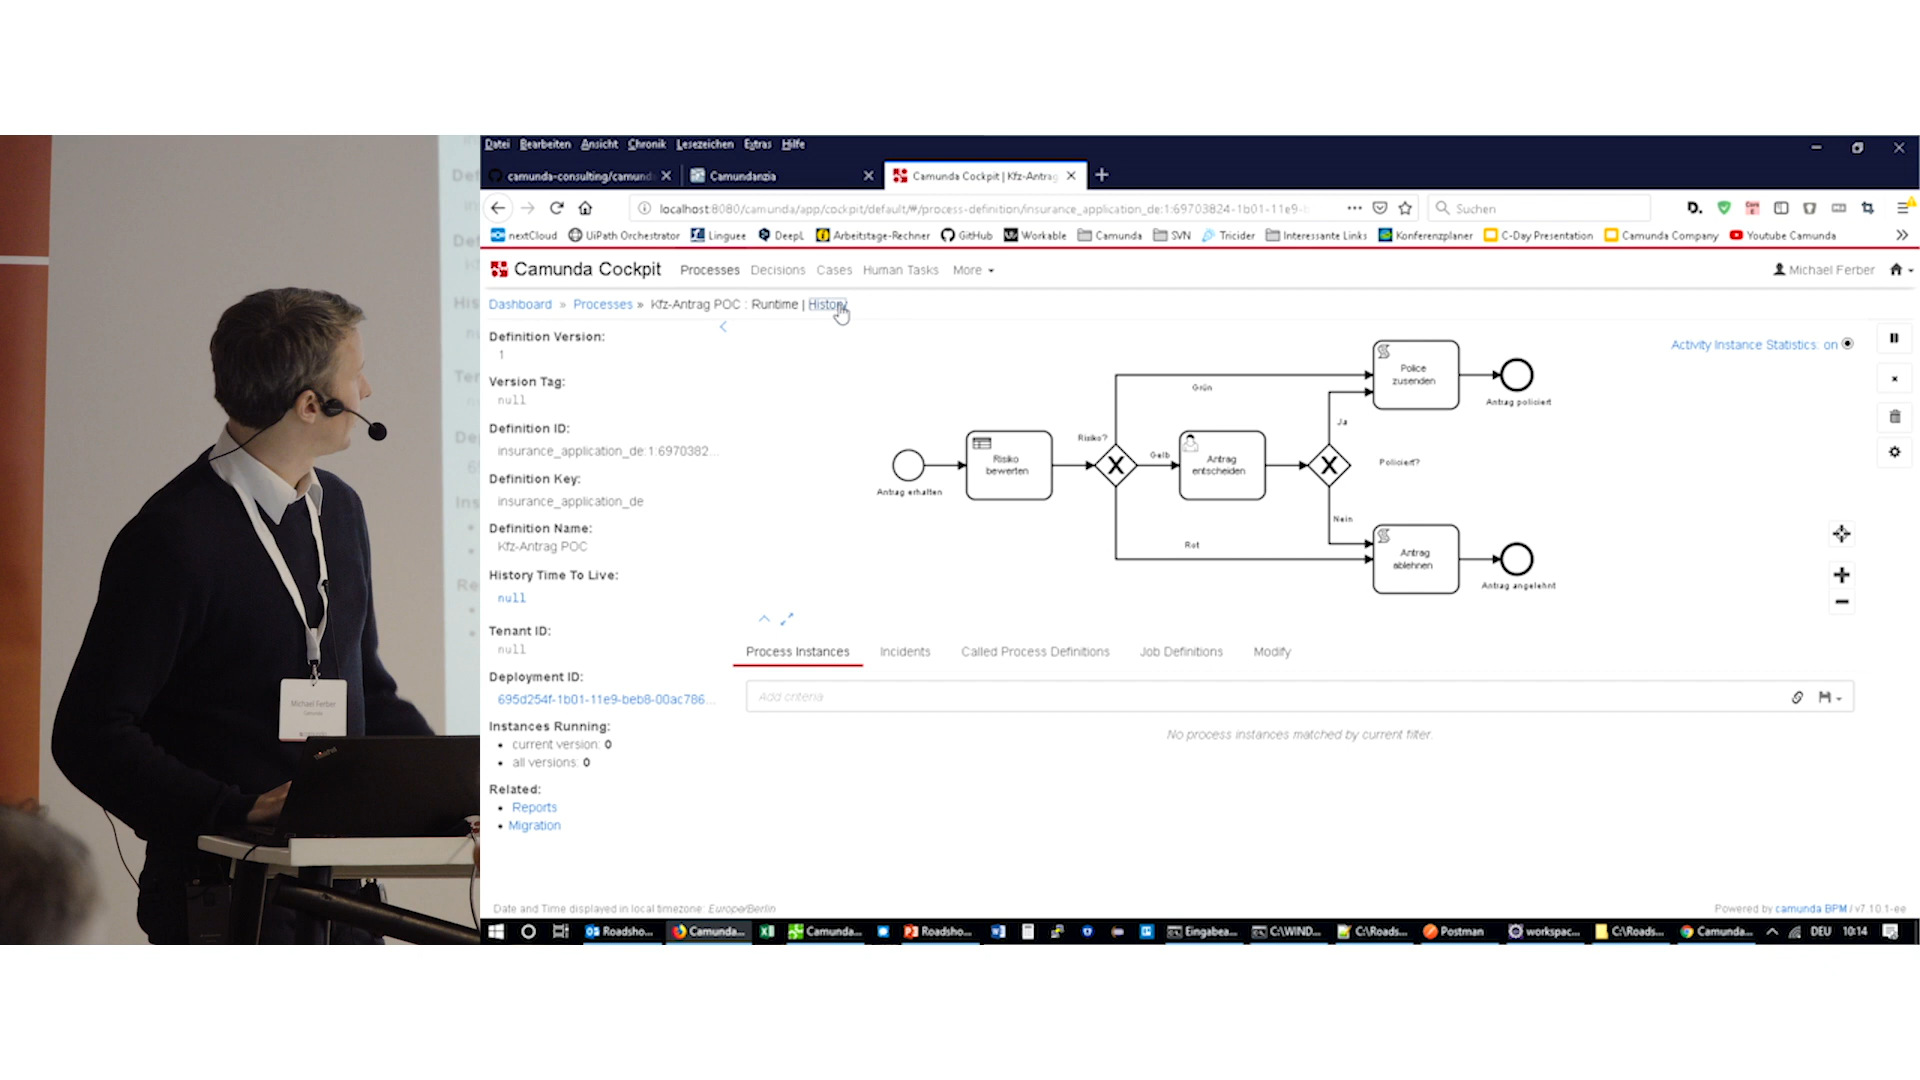 Datei Bearbeiten Ansicht Chronik Lesezeichen Extras Hilfe
camunda-consulting/camund
Camundanzia
Camunda Cockpit | Kfz-Antrag
localhost:8080/camunda/app/cockpit/default/#/process-definition/insurance_application_de:1:69703824-1b01-11e9-b
Suchen
nextCloud UiPath Orchestrator Linguee DeepL Arbeitstage-Rechner GitHub Workable Camunda SVN Tricider Interessante Links Konferenzplaner C-Day Presentation Camunda Company Youtube Camunda
Camunda Cockpit Processes Decisions Cases Human Tasks More
Michael Ferber
Dashboard » Processes » Kfz-Antrag POC : Runtime | History
Definition Version:
1
Version Tag:
null
Definition ID:
insurance_application_de:1:6970382...
Definition Key:
insurance_application_de
Definition Name:
Kfz-Antrag POC
History Time To Live:
null
Tenant ID:
null
Deployment ID:
695d254f-1b01-11e9-beb8-00ac786...
Instances Running:
• current version: 0
• all versions: 0
Related:
• Reports
• Migration
Activity Instance Statistics: on
Antrag erhalten
Risiko
bewerten
Risiko?
Grün
Gelb
Rot
Antrag
entscheiden
Policiert?
Ja
Nein
Police
zusenden
Antrag policiert
Antrag
ablehnen
Antrag angelehnt
Process Instances Incidents Called Process Definitions Job Definitions Modify
Add criteria
No process instances matched by current filter.
Date and Time displayed in local timezone: Europe/Berlin
Powered by camunda BPM / v7.10.1-ee
Roadsho... Camunda... Camunda... Roadsho... Eingabea... C:\WIND... C:\Roads... Postman workspac... C:\Roads... Camunda... DEU 10:14
Michael Ferber
Camunda
ThinkPad